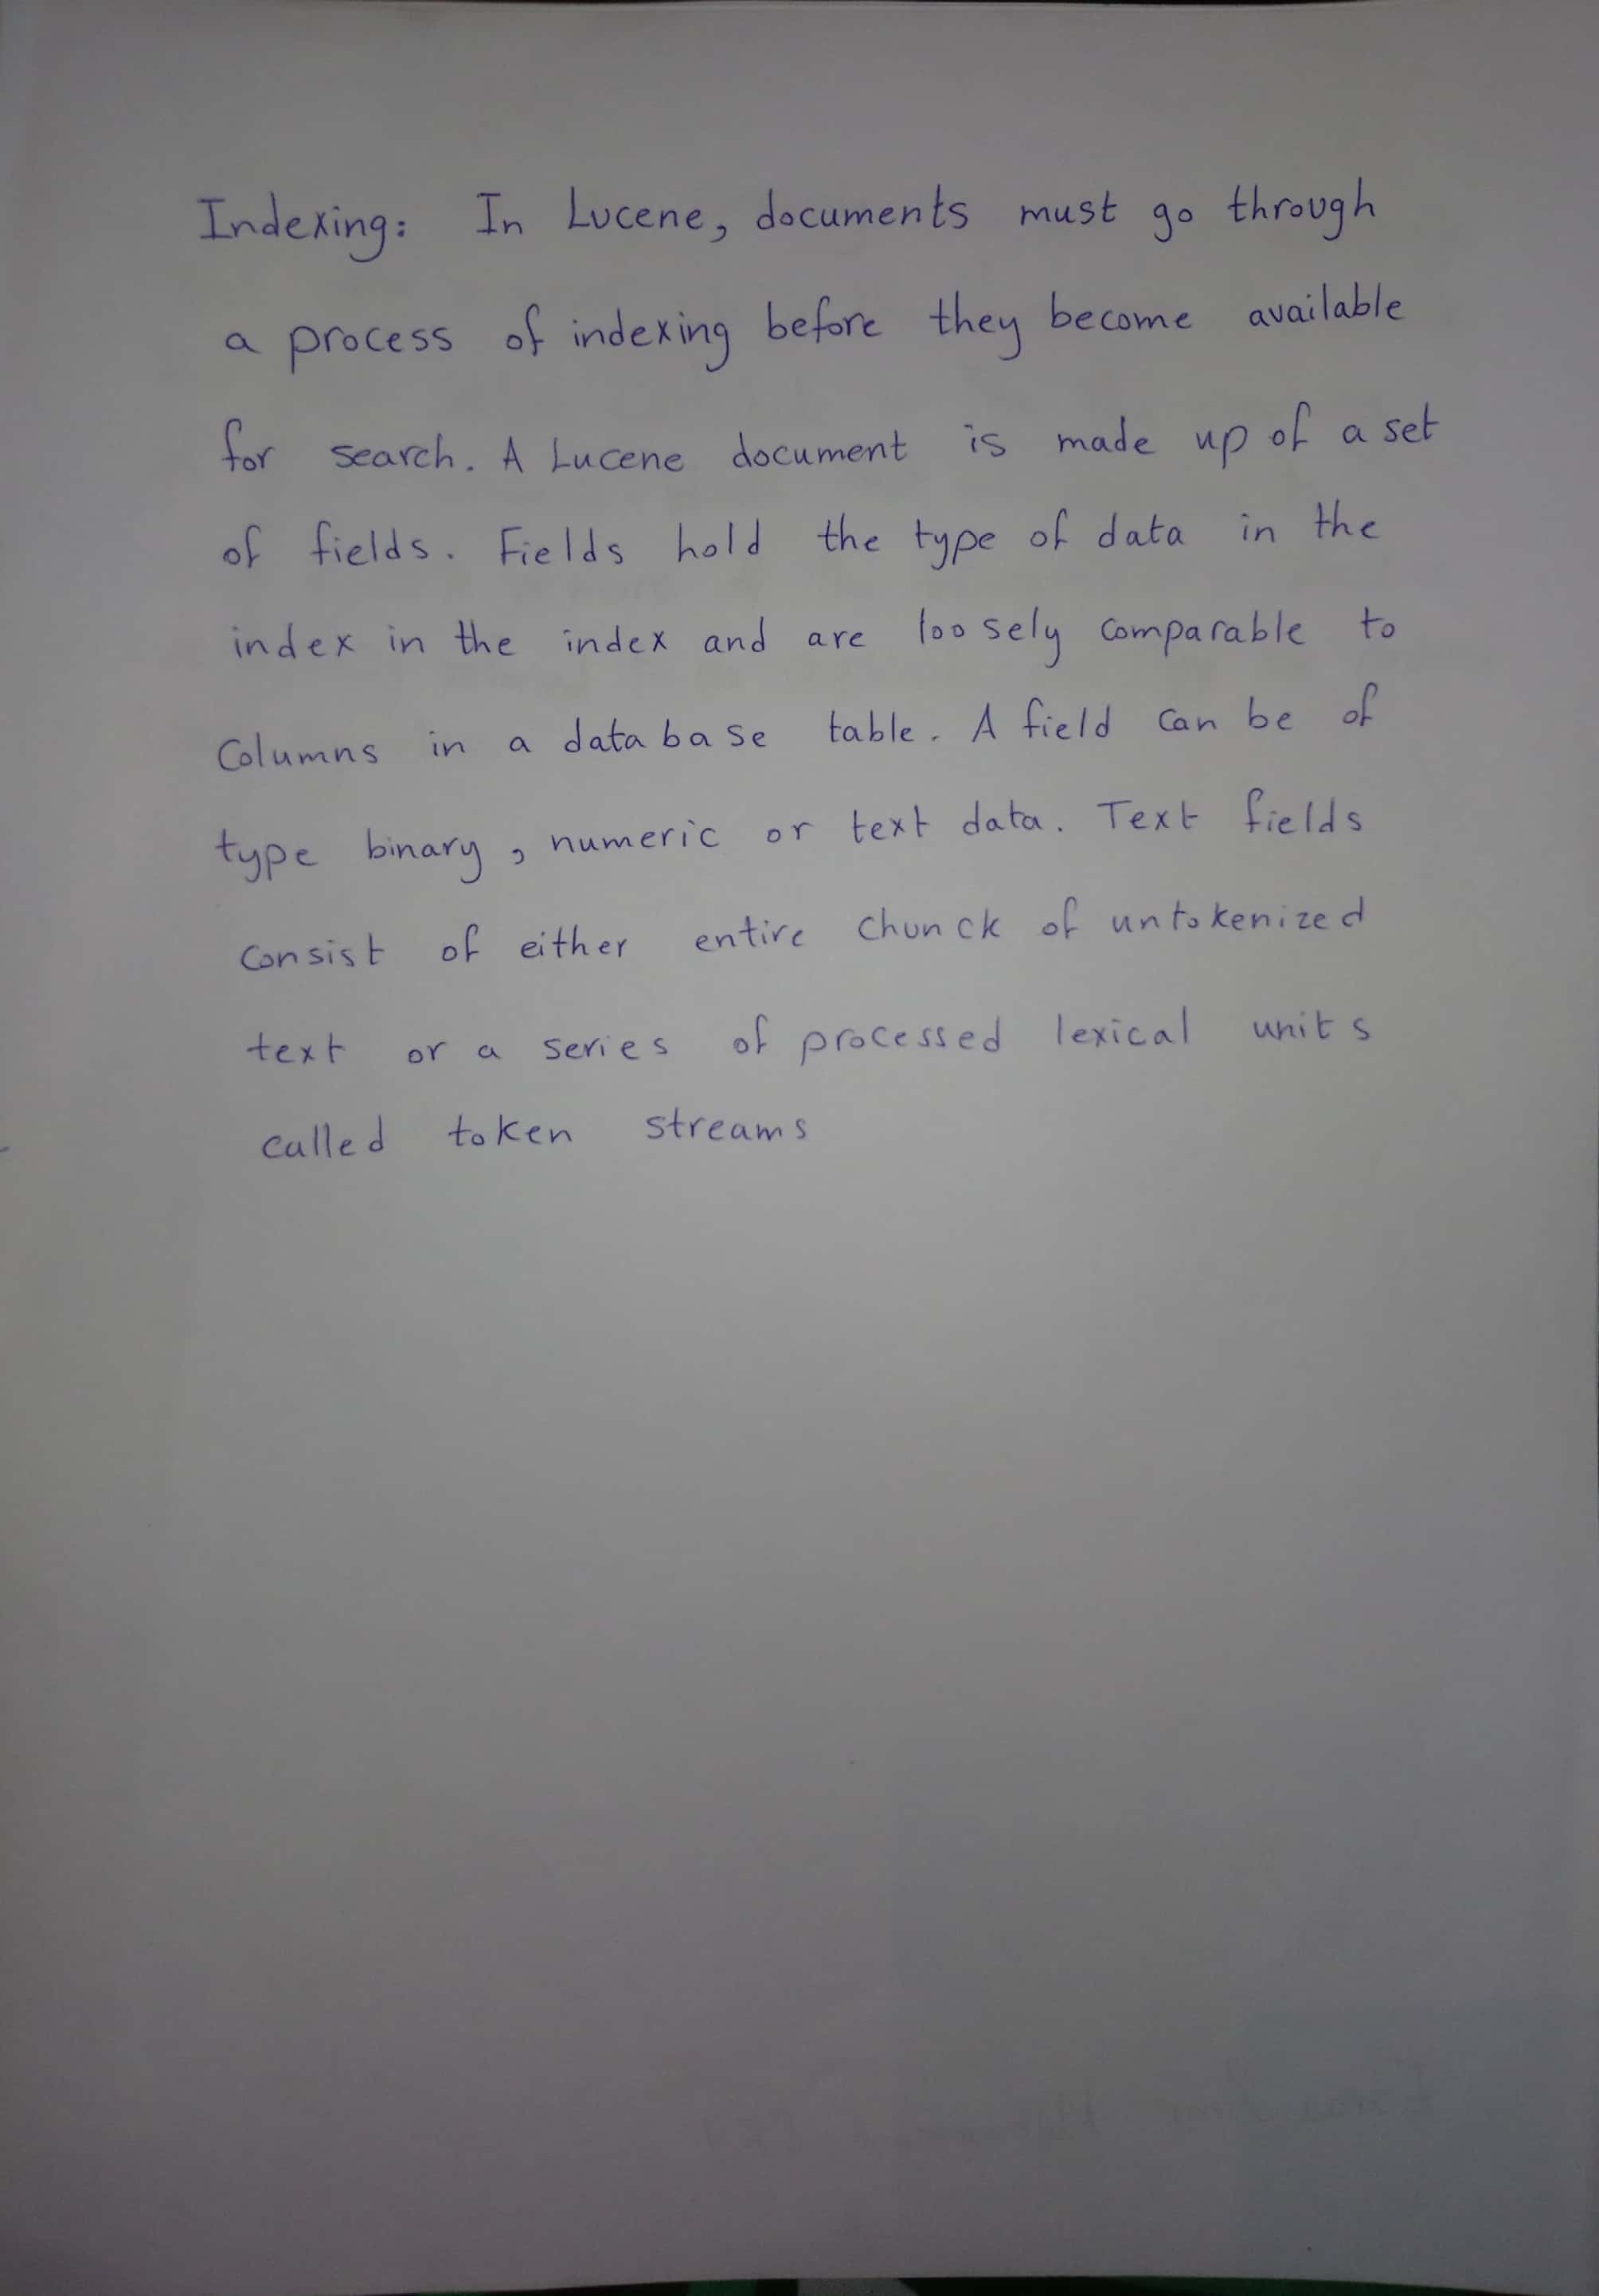 Indexing: In Lucene, documents must go through
a process of indexing before they become available
for search. A Lucene document is made up of a set
of fields. Fields hold the type of data in the
index in the index and are loosely comparable to
Columns in a database table. A field can be of
type binary, numeric or text data. Text fields
consist of either entire chunck of untokenized
text or a series of processed lexical units
called token streams